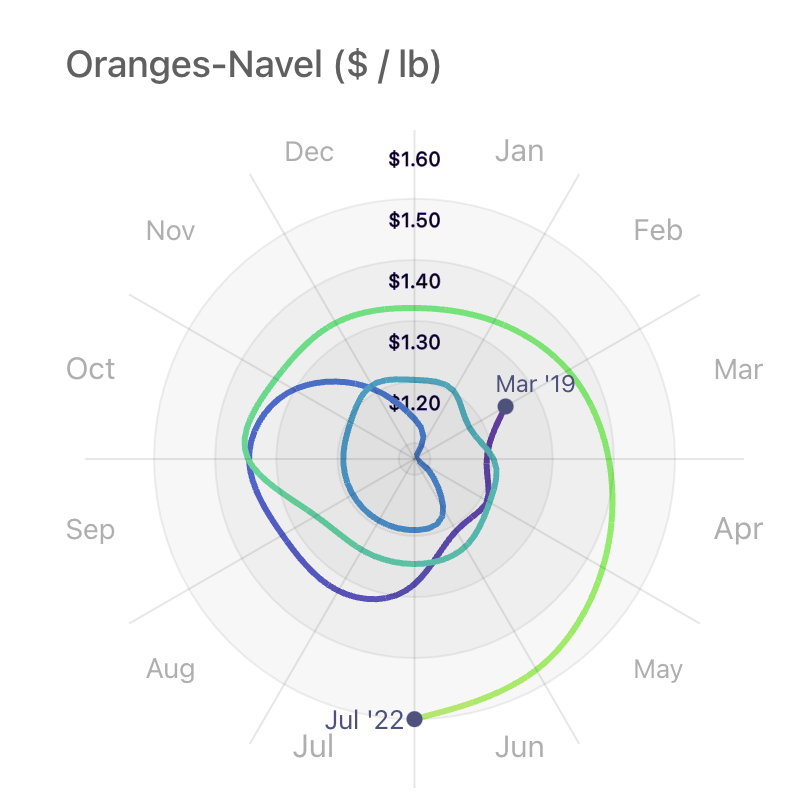 Oranges-Navel ($ / lb)
Dec
$1.60
Jan
Nov
$1.50
Feb
$1.40
Oct
$1.30
Mar
Mar '19
$1.20
Sep
Apr
Aug
May
Jul '22
Jul
Jun